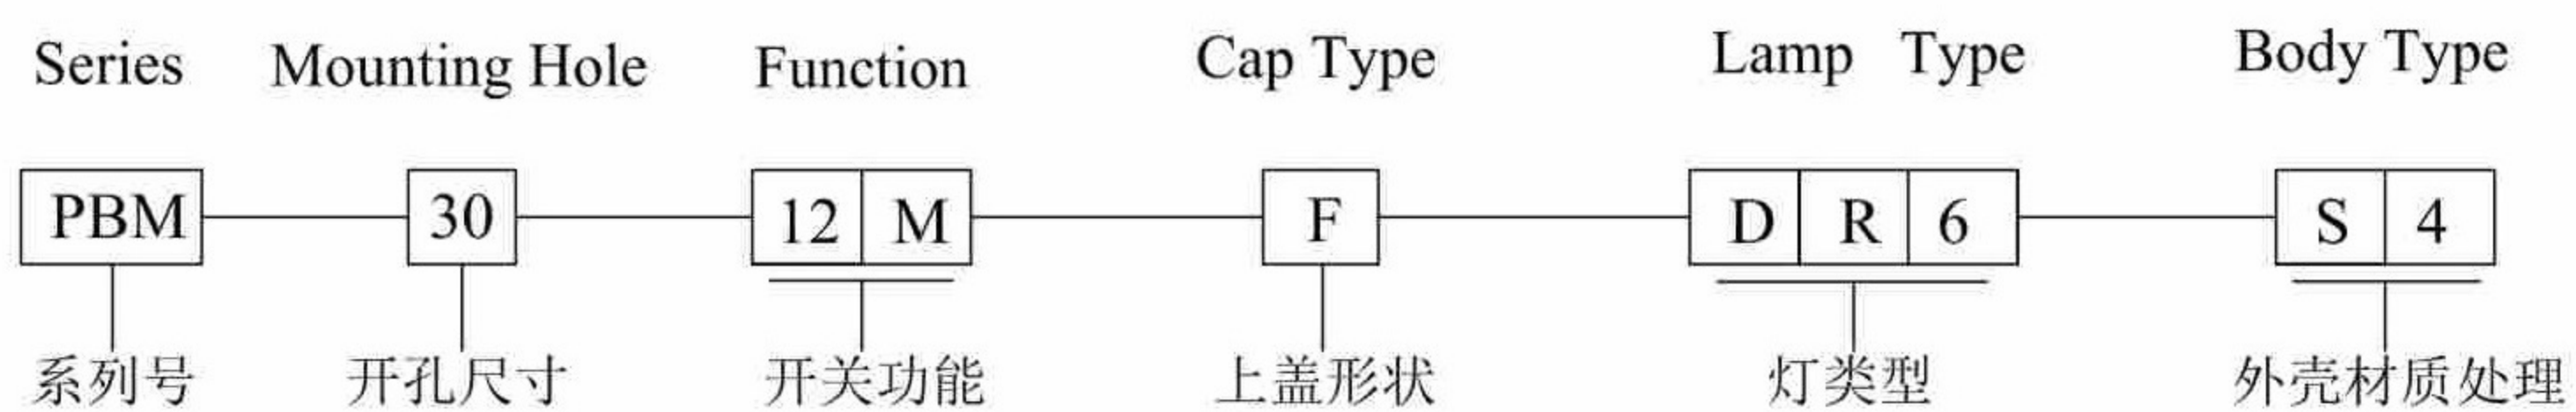 Series Mounting Hole Function Cap Type Lamp Type Body Type
PBM 30 12 M F D R 6 S 4
系列号 开孔尺寸 开关功能 上盖形状 灯类型 外壳材质处理